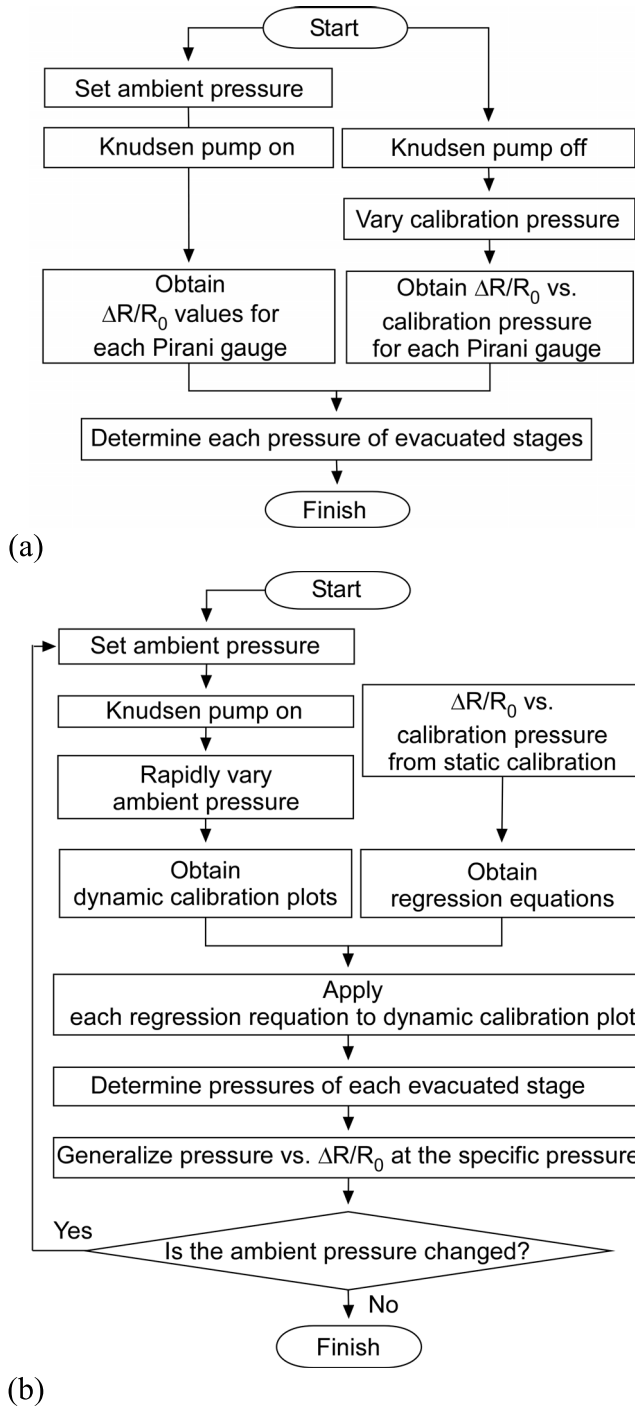 Start
Set ambient pressure
Knudsen pump on
Knudsen pump off
Vary calibration pressure
Obtain
ΔR/R0 values for
each Pirani gauge
Obtain ΔR/R0 vs.
calibration pressure
for each Pirani gauge
Determine each pressure of evacuated stages
Finish
(a)
Start
Set ambient pressure
Knudsen pump on
Rapidly vary
ambient pressure
Obtain
dynamic calibration plots
ΔR/R0 vs.
calibration pressure
from static calibration
Obtain
regression equations
Apply
each regression requation to dynamic calibration plot
Determine pressures of each evacuated stage
Generalize pressure vs. ΔR/R0 at the specific pressure
Yes
Is the ambient pressure changed?
No
Finish
(b)